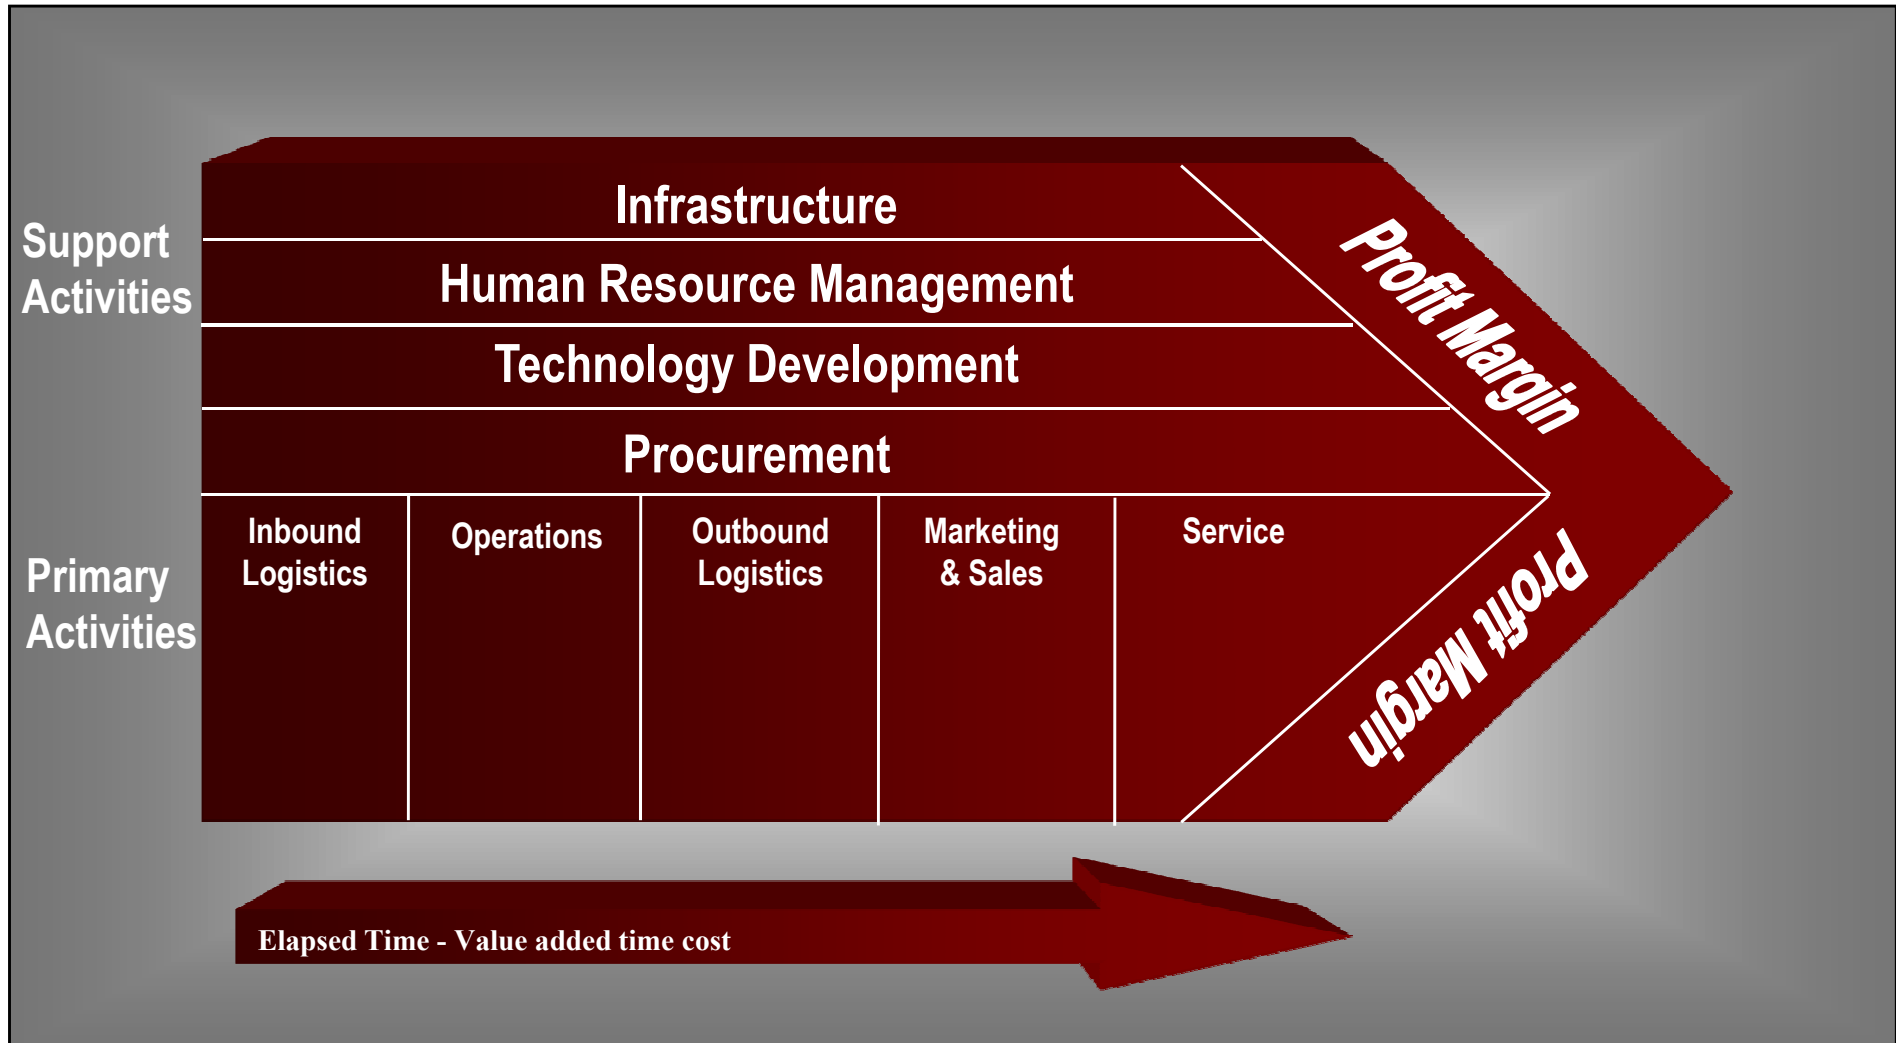 Support
Activities
Infrastructure
Human Resource Management
Technology Development
Procurement
Profit Margin
Primary
Activities
Inbound
Logistics
Operations
Outbound
Logistics
Marketing
& Sales
Service
Profit Margin
Elapsed Time - Value added time cost